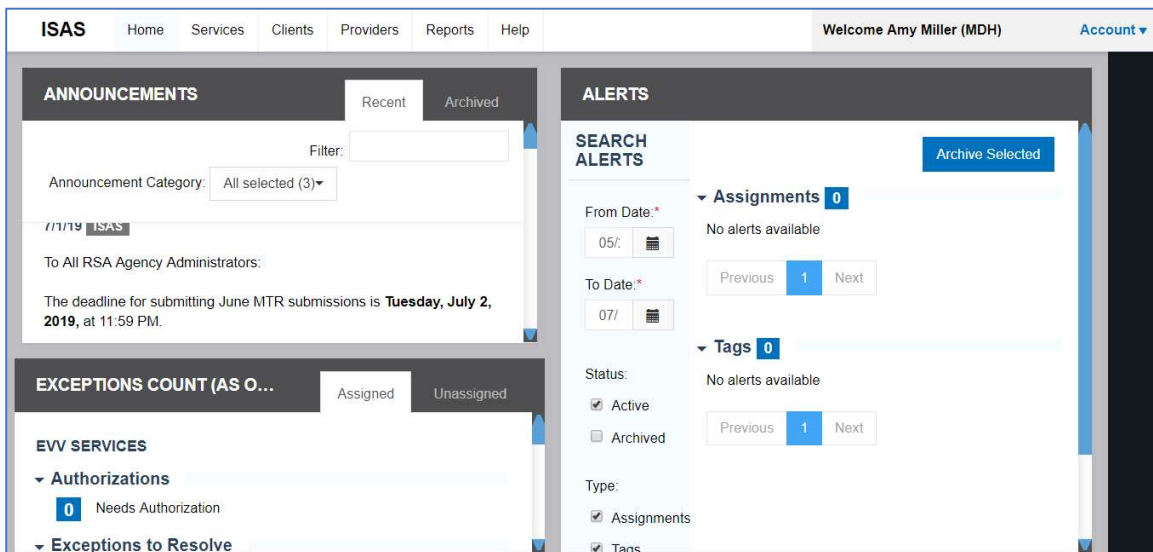 ISAS Home Services Clients Providers Reports Help Welcome Amy Miller (MDH) Account
ANNOUNCEMENTS Recent Archived
Filter:
Announcement Category: All selected (3)
7/1/19 ISAS
To All RSA Agency Administrators:
The deadline for submitting June MTR submissions is Tuesday, July 2,
2019, at 11:59 PM.
EXCEPTIONS COUNT (AS O... Assigned Unassigned
EVV SERVICES
Authorizations
0 Needs Authorization
Exceptions to Resolve
ALERTS
SEARCH
ALERTS
From Date:*
05/
To Date:*
07/
Status:
Active
Archived
Type:
Assignments
Tags
Archive Selected
Assignments 0
No alerts available
Previous 1 Next
Tags 0
No alerts available
Previous 1 Next